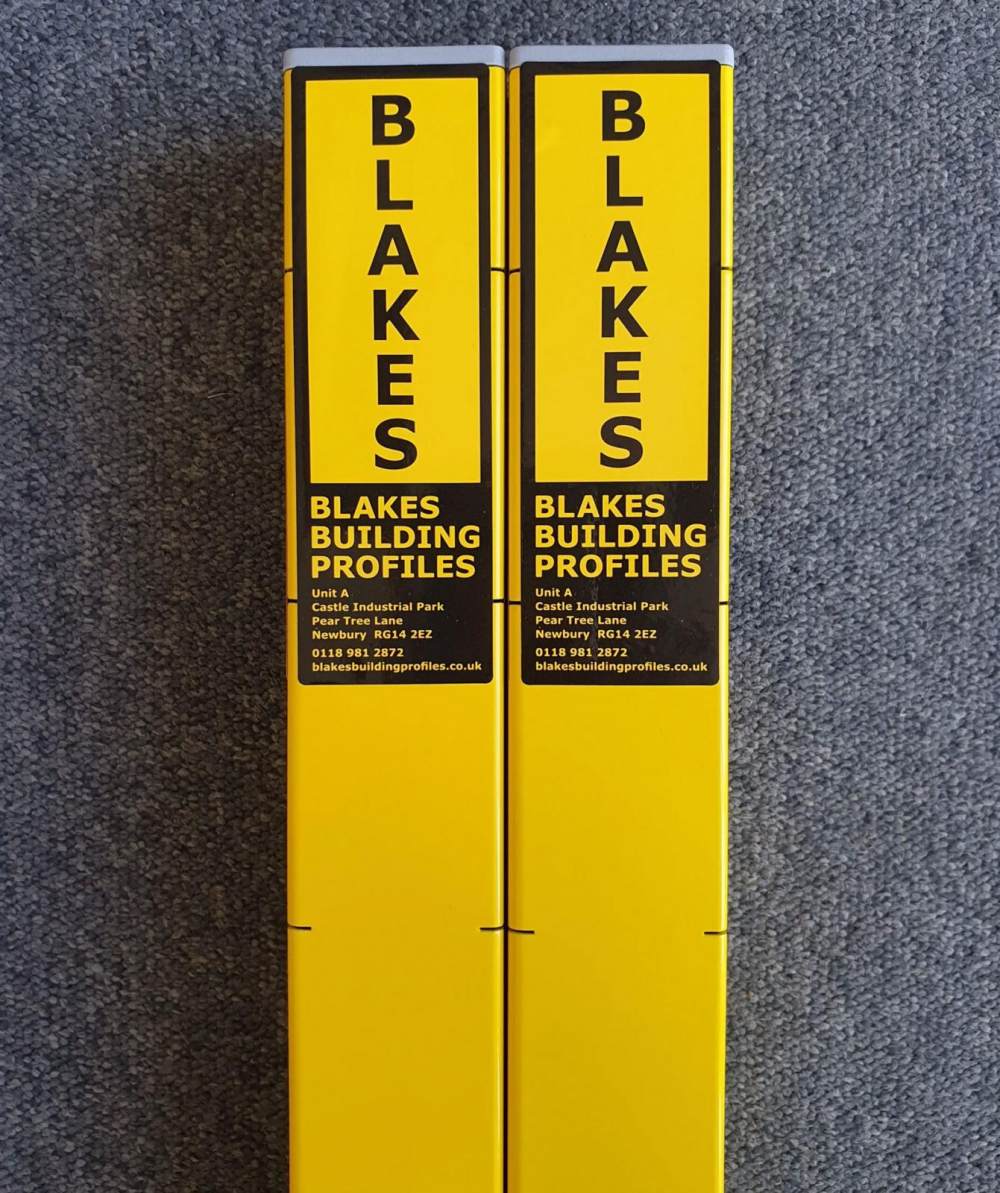 B
L
A
K
E
S
BLAKES
BUILDING
PROFILES
Unit A
Castle Industrial Park
Pear Tree Lane
Newbury RG14 2EZ
0118 981 2872
blakesbuildingprofiles.co.uk
B
L
A
K
E
S
BLAKES
BUILDING
PROFILES
Unit A
Castle Industrial Park
Pear Tree Lane
Newbury RG14 2EZ
0118 981 2872
blakesbuildingprofiles.co.uk